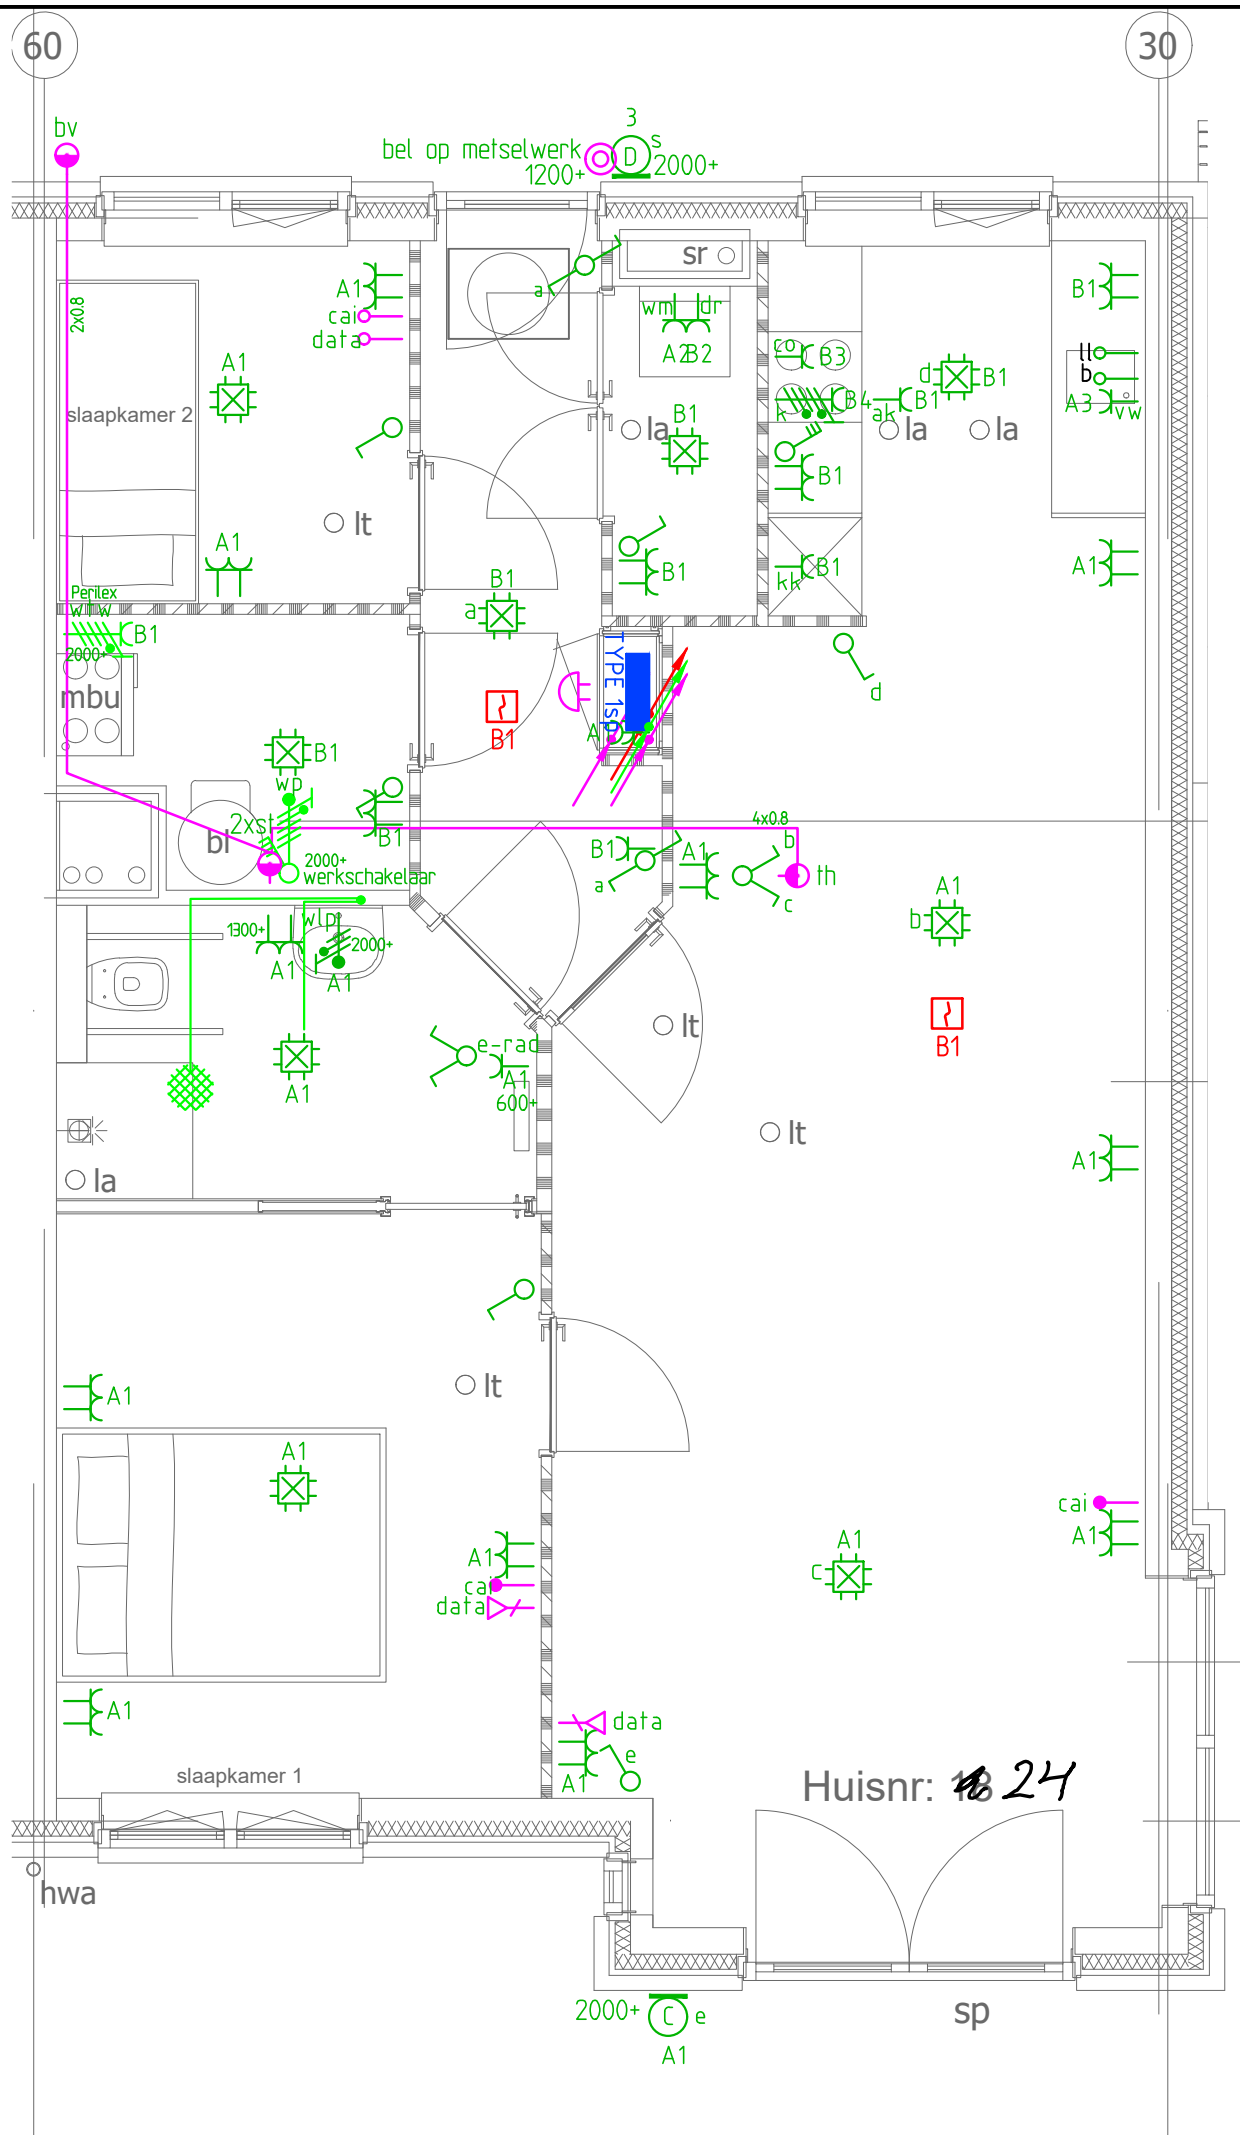 60
30
bv
3
bel op metselwerk
D
s
1200+
2000+
2x0.8
A1
cai
data
a
sr
wm
dr
A2
B2
co
B3
B1
d
B1
ll
b
A3
vw
A1
slaapkamer 2
B1
la
k
B4
ak
B1
la
la
B1
lt
A1
B1
kk
B1
A1
B1
a
Perilex
wtw
B1
2000+
mbu
d
TYPE 1sp
B1
A
B1
wp
2xst
bl
B1
4x0.8
b
2000+
werkschakelaar
B1
A1
a
th
c
A1
b
1300+
wlp
2000+
A1
A1
lt
e-rad
A1
600+
B1
A1
lt
la
A1
A1
lt
A1
cai
A1
A1
cai
data
A1
c
A1
data
e
A1
slaapkamer 1
Huisnr: 18 24
hwa
2000+
C
e
A1
sp